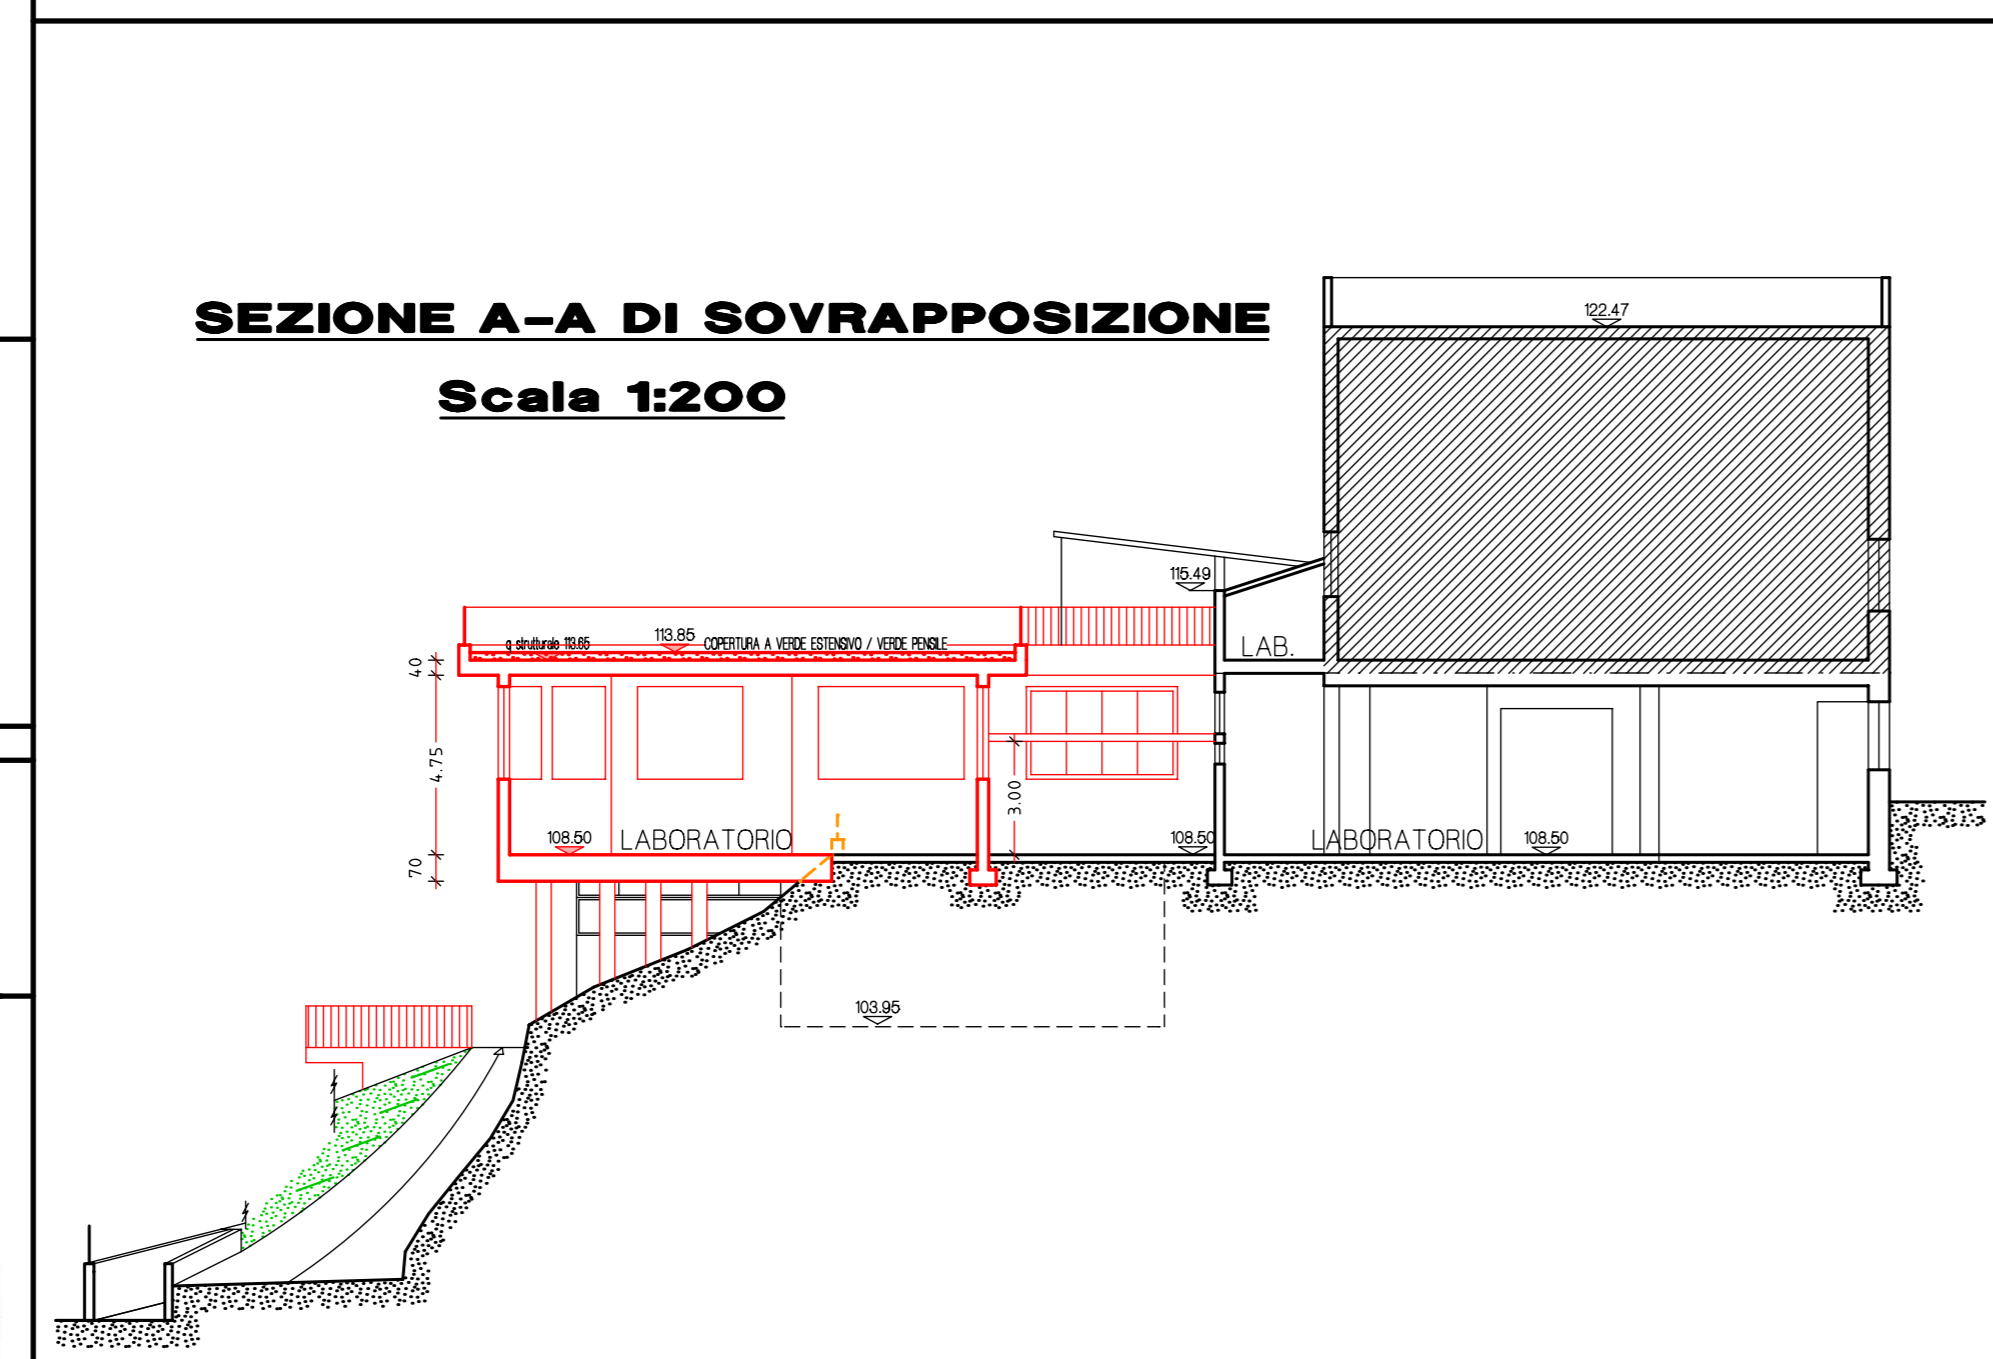 SEZIONE A-A DI SOVRAPPOSIZIONE
Scala 1:200
122.47
115.49
LAB.
q strutturale 113.65
113.85
COPERTURA A VERDE ESTENSIVO / VERDE PENSILE
40
4.75
70
3.00
108.50
LABORATORIO
108.50
LABORATORIO
108.50
103.95